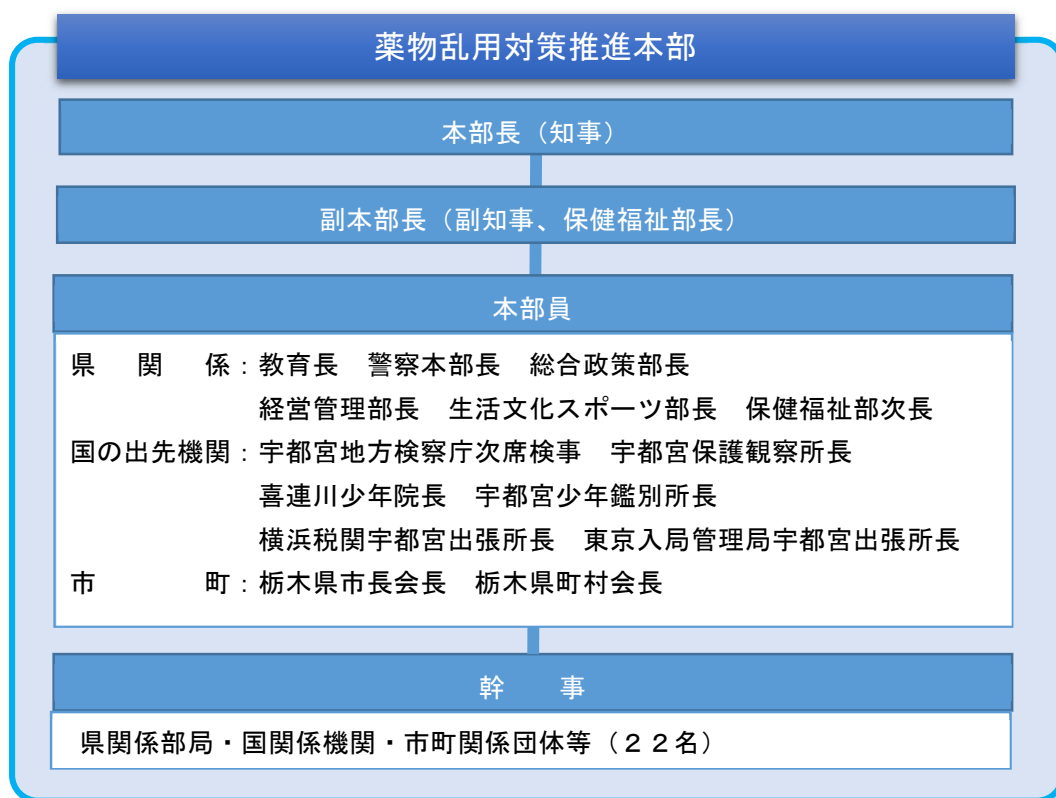 薬物乱用対策推進本部
本部長（知事）
副本部長（副知事、保健福祉部長）
本部員
県　関　係：教育長　警察本部長　総合政策部長
経営管理部長　生活文化スポーツ部長　保健福祉部次長
国の出先機関：宇都宮地方検察庁次席検事　宇都宮保護観察所長
喜連川少年院長　宇都宮少年鑑別所長
横浜税関宇都宮出張所長　東京入局管理局宇都宮出張所長
市　　　町：栃木県市長会長　栃木県町村会長
幹　事
県関係部局・国関係機関・市町関係団体等（２２名）